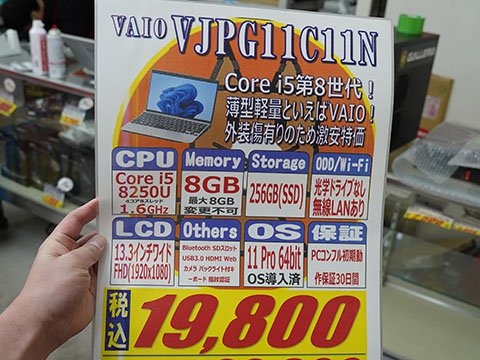 VAIO VJPG11C11N
Core i5第8世代!
薄型軽量といえばVAIO!
外装傷有りのため激安特価
CPU
Core i5
8250U
4コア8スレッド
1.6GHz
Memory
8GB
最大8GB
変更不可
Storage
256GB(SSD)
ODD/Wi-Fi
光学ドライブなし
無線LANあり
LCD
13.3インチワイド
FHD(1920x1080)
Others
Bluetooth SDスロット
USB3.0 HDMI Web
カメラ バックライト付キ
ーボード 指紋認証
OS
11 Pro 64bit
OS導入済
保証
PCコンフル初期動
作保証30日間
税込
19,800
GALLERIA